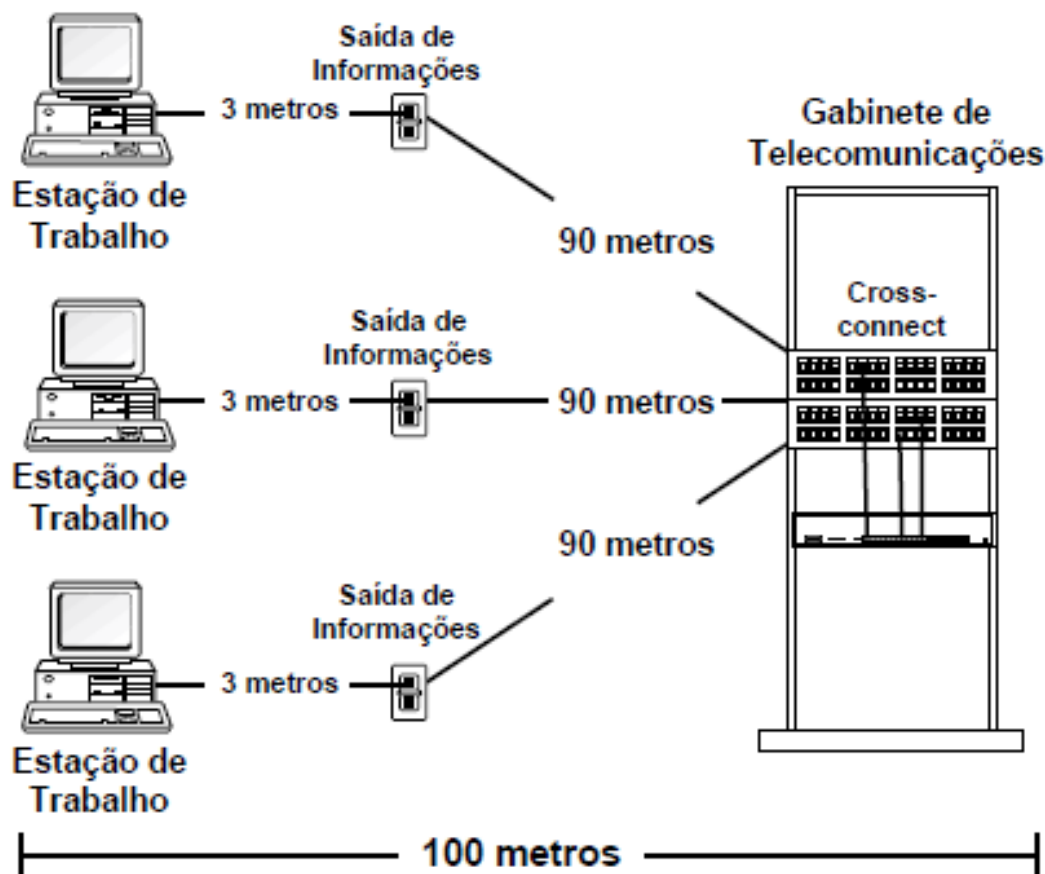 Saída de
Informações
3 metros
Estação de
Trabalho
Gabinete de
Telecomunicações
90 metros
Cross-
connect
Saída de
Informações
3 metros
90 metros
Estação de
Trabalho
90 metros
Saída de
Informações
3 metros
Estação de
Trabalho
100 metros